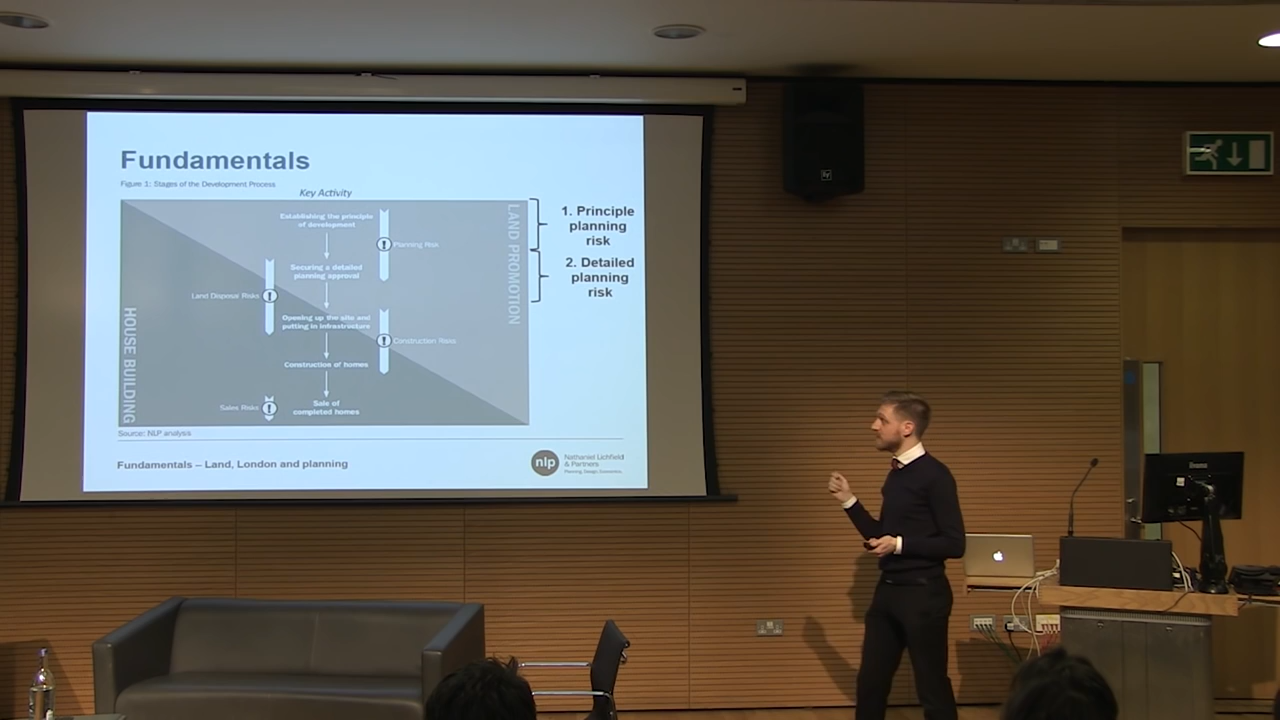 Fundamentals
Figure 1: Stages of the Development Process
Key Activity
Establishing the principle
of development
Planning Risk
Securing a detailed
planning approval
Land Disposal Risks
Opening up the site and
putting in infrastructure
Construction Risks
Construction of homes
Sales Risks
Sale of
completed homes
HOUSE BUILDING
LAND PROMOTION
1. Principle
planning
risk
2. Detailed
planning
risk
Source: NLP analysis
Fundamentals – Land, London and planning
nlp
Nathaniel Lichfield
& Partners
Planning. Design. Economics.